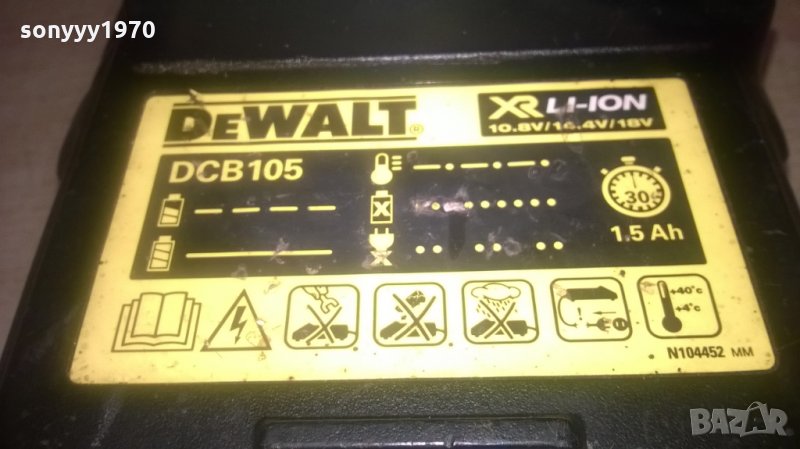 sonyyy1970
DEWALT®
XR LI-ION
10.8V/14.4V/18V
DCB105
30
1.5 Ah
+40°C
+4°C
N104452 MM
BAZAR